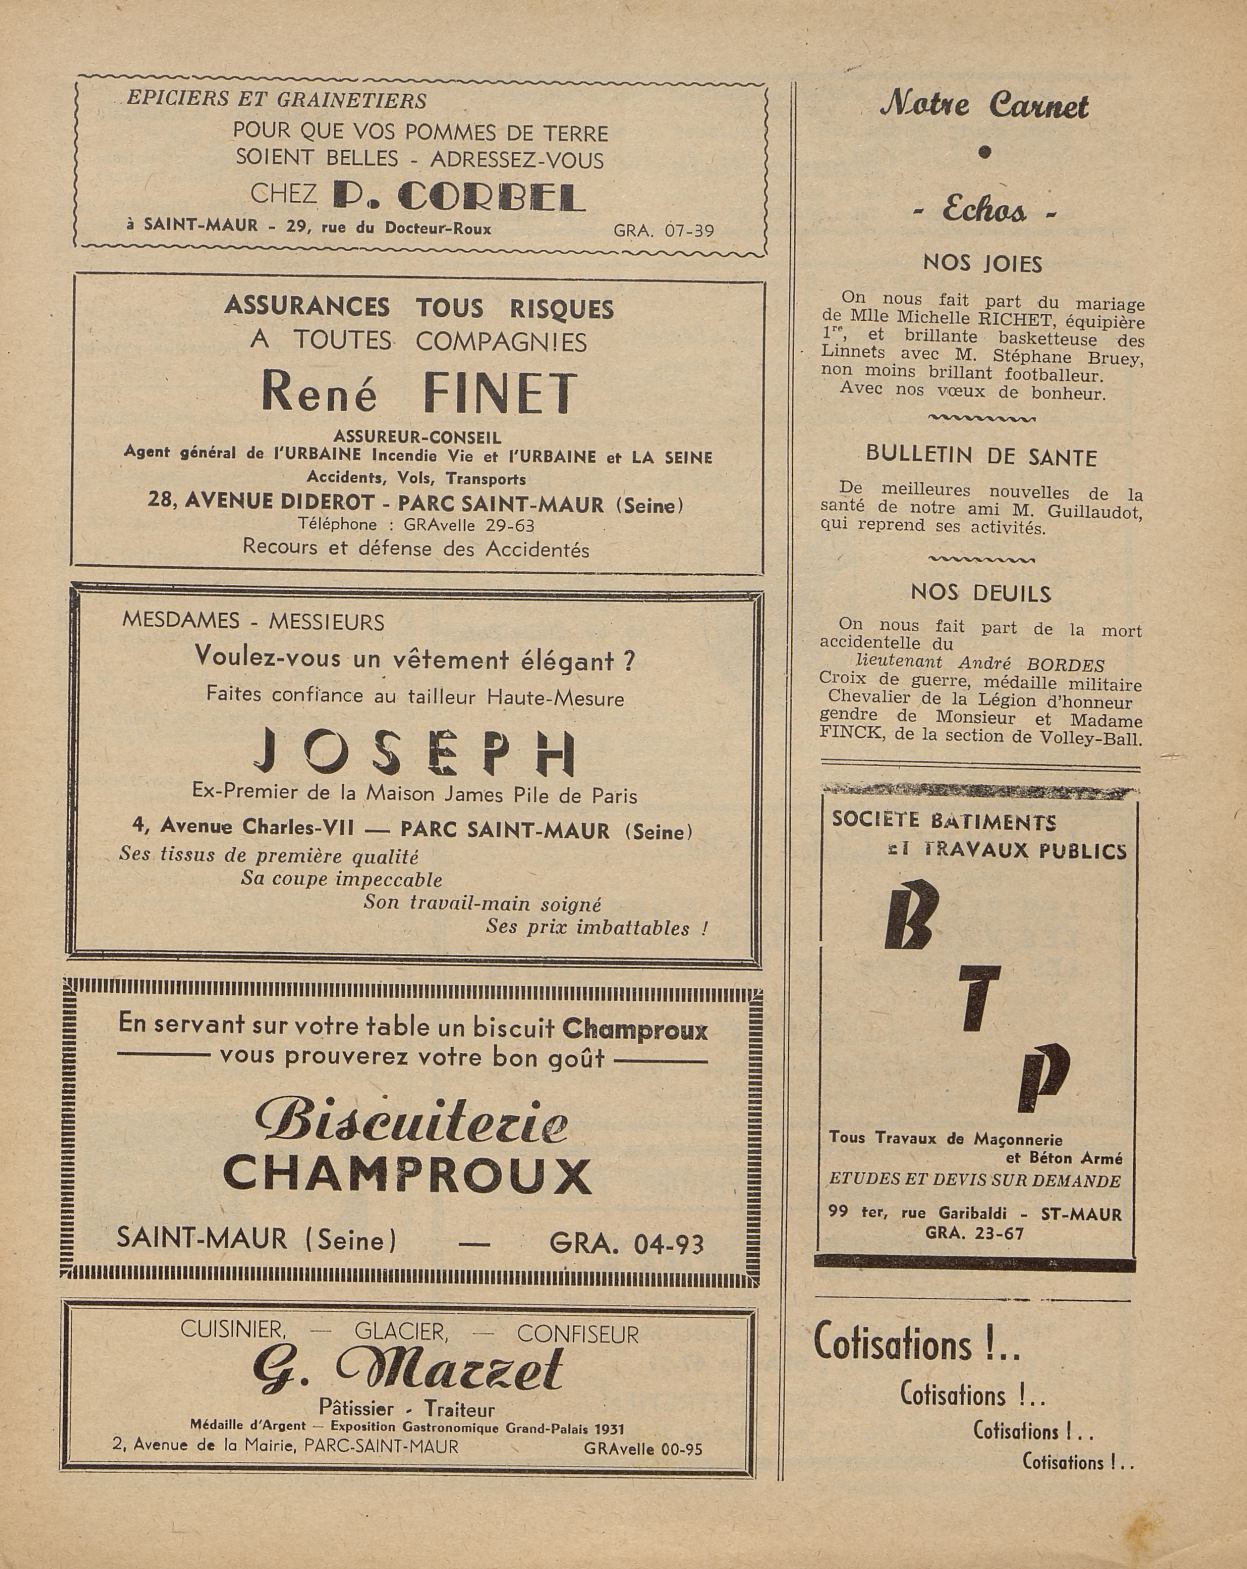 EPICIERS ET GRAINETIERS
POUR QUE VOS POMMES DE TERRE
SOIENT BELLES - ADRESSEZ-VOUS
CHEZ P. CORBEL
à SAINT-MAUR - 29, rue du Docteur-Roux GRA. 07-39
ASSURANCES TOUS RISQUES
A TOUTES COMPAGNIES
René FINET
ASSUREUR-CONSEIL
Agent général de l'URBAINE Incendie Vie et l'URBAINE et LA SEINE
Accidents, Vols, Transports
28, AVENUE DIDEROT - PARC SAINT-MAUR (Seine)
Téléphone : GRAvelle 29-63
Recours et défense des Accidentés
MESDAMES - MESSIEURS
Voulez-vous un vêtement élégant ?
Faites confiance au tailleur Haute-Mesure
JOSEPH
Ex-Premier de la Maison James Pile de Paris
4, Avenue Charles-VII — PARC SAINT-MAUR (Seine)
Ses tissus de première qualité
Sa coupe impeccable
Son travail-main soigné
Ses prix imbattables !
En servant sur votre table un biscuit Champroux
vous prouverez votre bon goût
Biscuiterie
CHAMPROUX
SAINT-MAUR (Seine) — GRA. 04-93
CUISINIER, — GLACIER, — CONFISEUR
G. Marzet
Pâtissier - Traiteur
Médaille d'Argent — Exposition Gastronomique Grand-Palais 1931
2, Avenue de la Mairie, PARC-SAINT-MAUR GRAvelle 00-95
Notre Carnet
- Echos -
NOS JOIES
On nous fait part du mariage
de Mlle Michelle RICHET, équipière
1re, et brillante basketteuse des
Linnets avec M. Stéphane Bruey,
non moins brillant footballeur.
Avec nos vœux de bonheur.
BULLETIN DE SANTE
De meilleures nouvelles de la
santé de notre ami M. Guillaudot,
qui reprend ses activités.
NOS DEUILS
On nous fait part de la mort
accidentelle du
lieutenant André BORDES
Croix de guerre, médaille militaire
Chevalier de la Légion d'honneur
gendre de Monsieur et Madame
FINCK, de la section de Volley-Ball.
SOCIETE BATIMENTS
ET TRAVAUX PUBLICS
B
T
P
Tous Travaux de Maçonnerie
et Béton Armé
ETUDES ET DEVIS SUR DEMANDE
99 ter, rue Garibaldi - ST-MAUR
GRA. 23-67
Cotisations !..
Cotisations !..
Cotisations !..
Cotisations !..